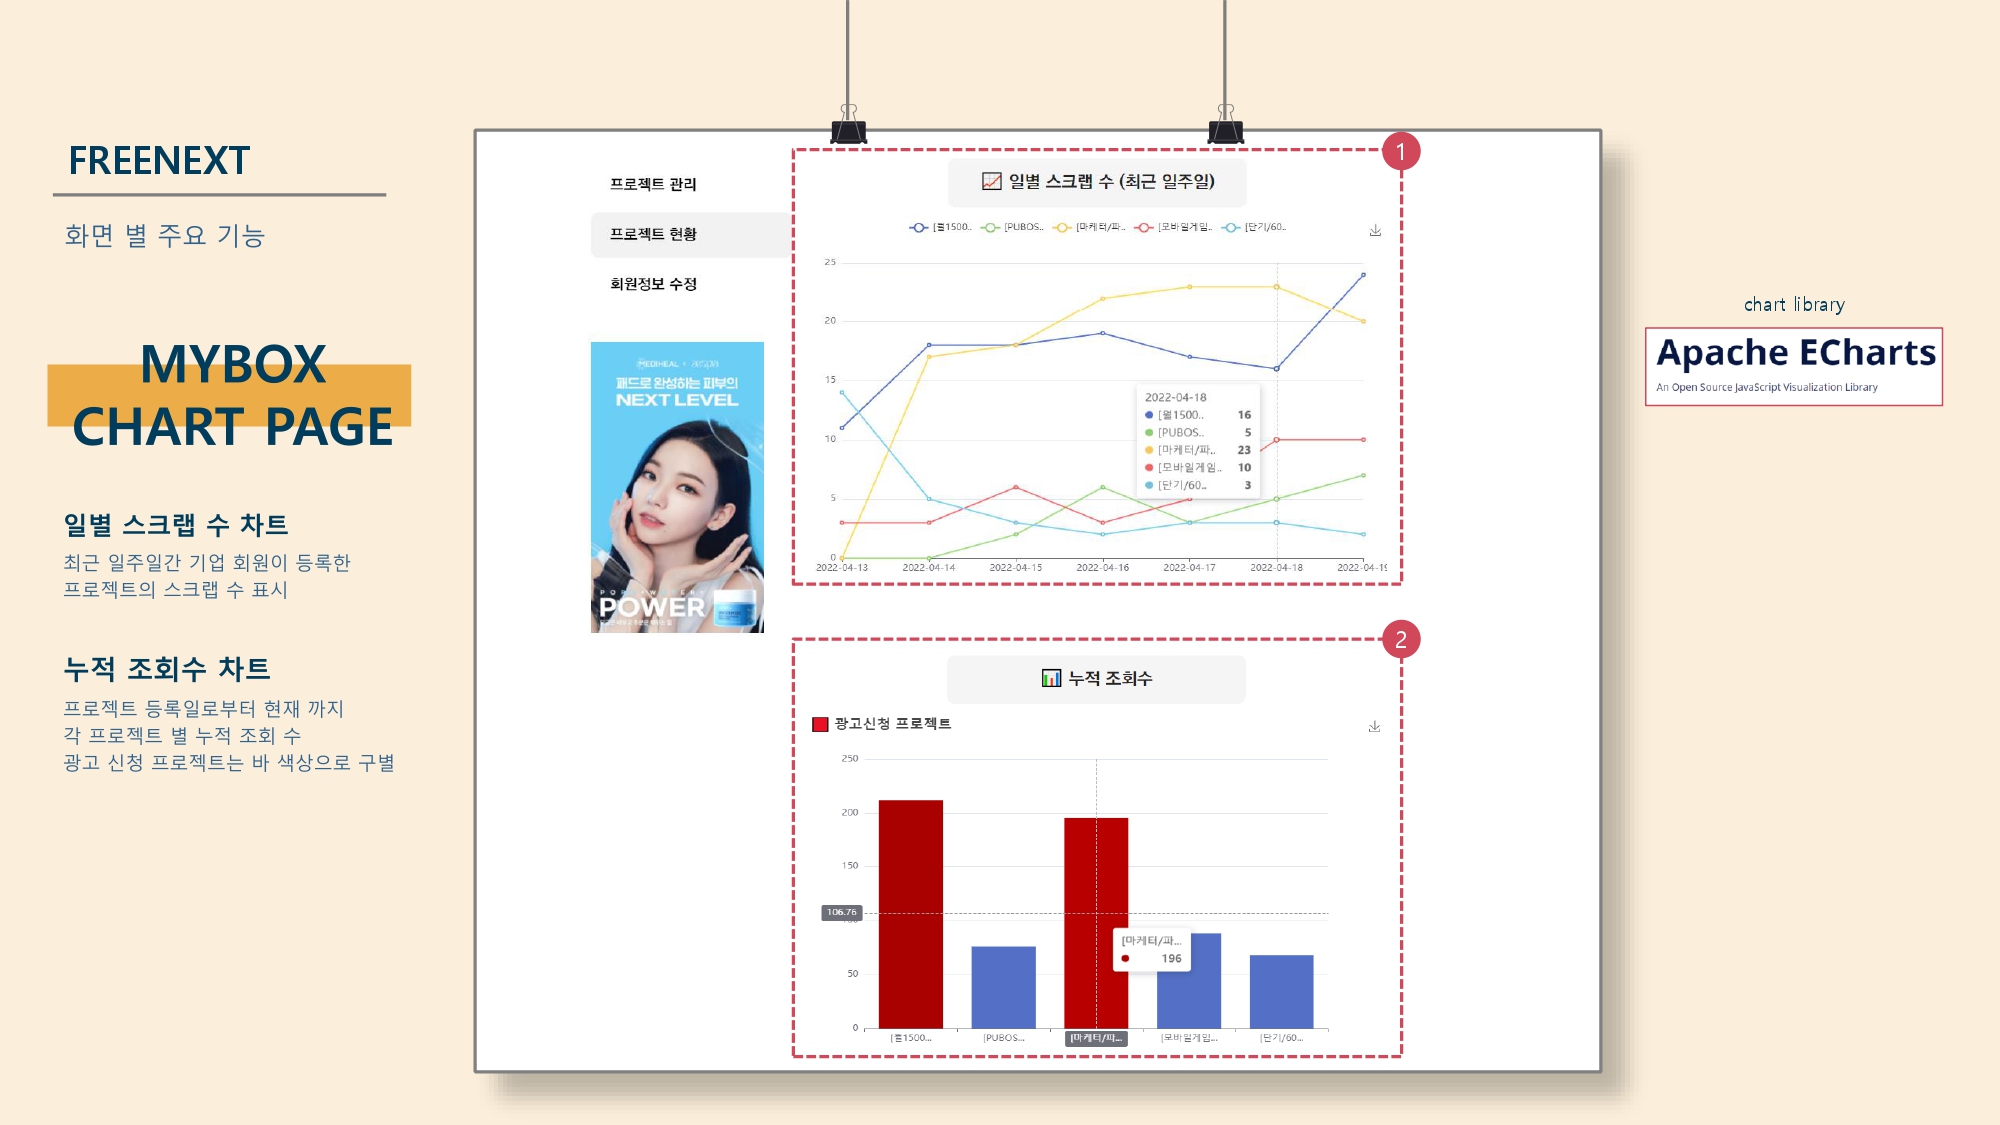 FREENEXT
화면 별 주요 기능
MYBOX
CHART PAGE
일별 스크랩 수 차트
최근 일주일간 기업 회원이 등록한
프로젝트의 스크랩 수 표시
누적 조회수 차트
프로젝트 등록일로부터 현재 까지
각 프로젝트 별 누적 조회 수
광고 신청 프로젝트는 바 색상으로 구별
프로젝트 관리
프로젝트 현황
회원정보 수정
MEDIHEAL × aespa
패드로 완성하는 피부의
NEXT LEVEL
POWER
1
일별 스크랩 수 (최근 일주일)
[월1500.. [PUBOS.. [마케터/파.. [모바일게임.. [단기/60..
25
20
15
10
5
0
2022-04-13 2022-04-14 2022-04-15 2022-04-16 2022-04-17 2022-04-18 2022-04-19
2022-04-18
[월1500.. 16
[PUBOS.. 5
[마케터/파.. 23
[모바일게임.. 10
[단기/60.. 3
2
누적 조회수
광고신청 프로젝트
250
200
150
106.76
50
0
[마케터/파...
196
[월1500... [PUBOS... [마케터/파... [모바일게임... [단기/60...
chart library
Apache ECharts
An Open Source JavaScript Visualization Library